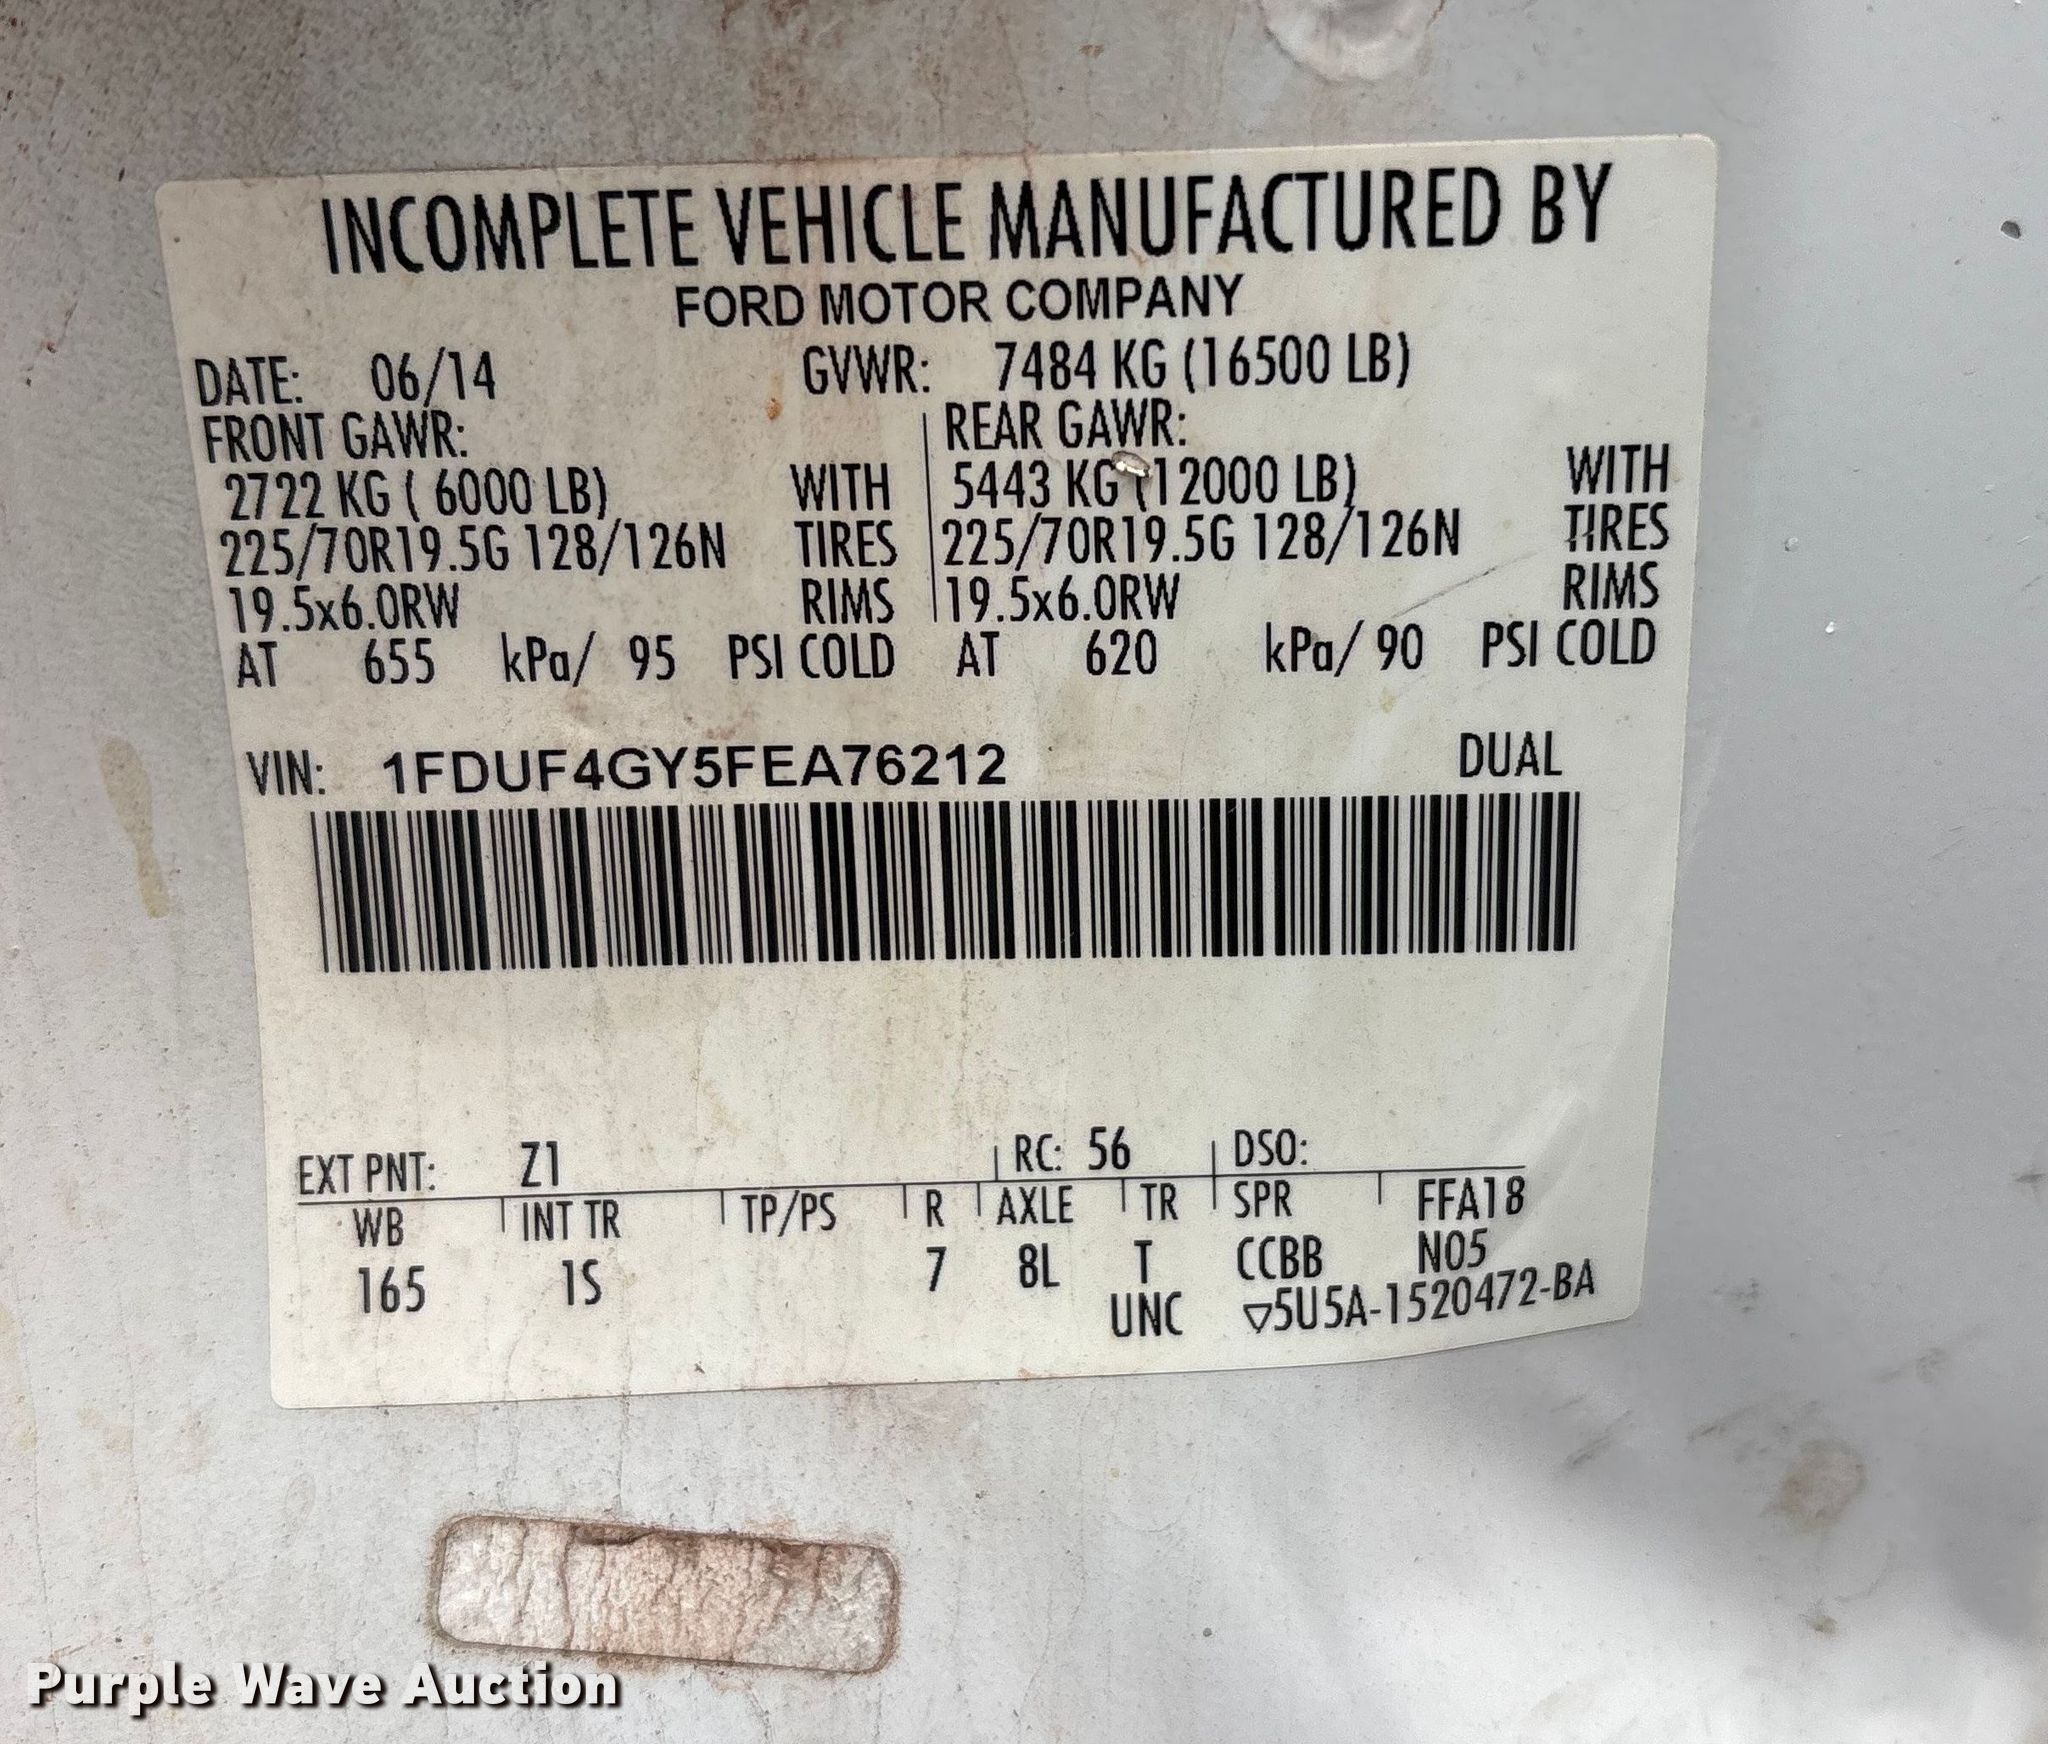 INCOMPLETE VEHICLE MANUFACTURED BY
FORD MOTOR COMPANY
DATE: 06/14 GVWR: 7484 KG (16500 LB)
FRONT GAWR: REAR GAWR:
2722 KG ( 6000 LB) WITH 5443 KG (12000 LB) WITH
225/70R19.5G 128/126N TIRES 225/70R19.5G 128/126N TIRES
19.5x6.0RW RIMS 19.5x6.0RW RIMS
AT 655 kPa/ 95 PSI COLD AT 620 kPa/ 90 PSI COLD
VIN: 1FDUF4GY5FEA76212 DUAL
EXT PNT: Z1 RC: 56 DSO:
WB INT TR TP/PS R AXLE TR SPR FFA18
165 1S 7 8L T CCBB N05
UNC ▽5U5A-1520472-BA
Purple Wave Auction